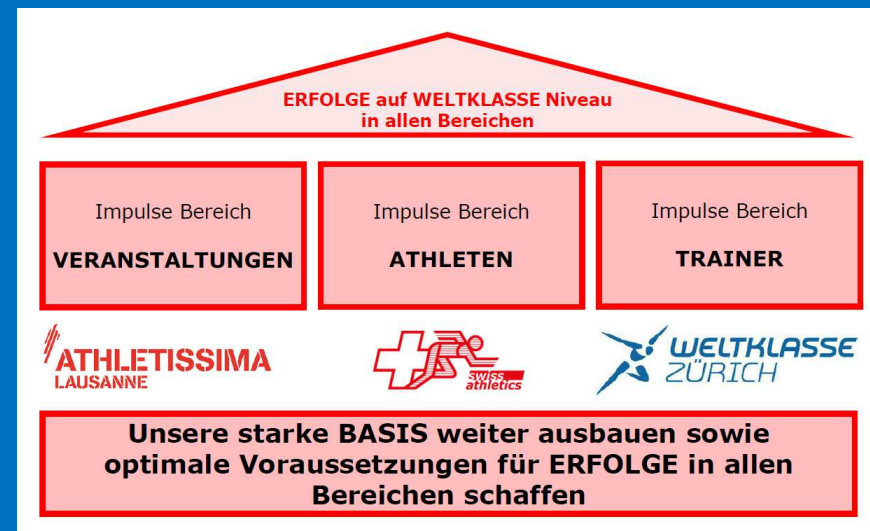 ERFOLGE auf WELTKLASSE Niveau
in allen Bereichen
Impulse Bereich
VERANSTALTUNGEN
Impulse Bereich
ATHLETEN
Impulse Bereich
TRAINER
ATHLETISSIMA
LAUSANNE
swiss
athletics
WELTKLASSE
ZÜRICH
Unsere starke BASIS weiter ausbauen sowie
optimale Voraussetzungen für ERFOLGE in allen
Bereichen schaffen